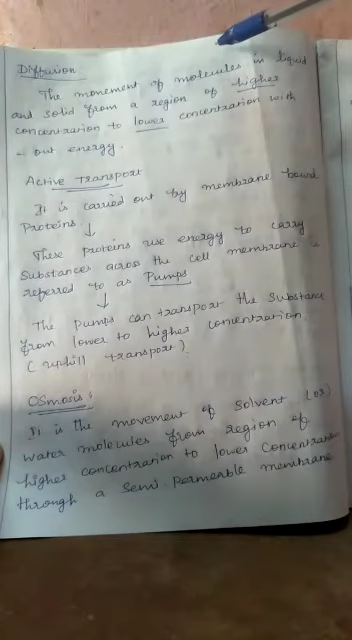 Diffusion
The movement of molecules in liquid
and solid from a region of higher
concentration to lower concentration with
- out energy.
Active Transport
It is carried out by membrane bound
Proteins ↓
These Proteins use energy to carry
Substances across the cell membrane is
referred to as Pumps
↓
The pumps can transport the Substance
from lower to higher concentration
(uphill transport).
Osmosis :
It is the movement of Solvent (or)
water molecules from region of
higher concentration to lower Concentration
through a Semi Permeable membrane